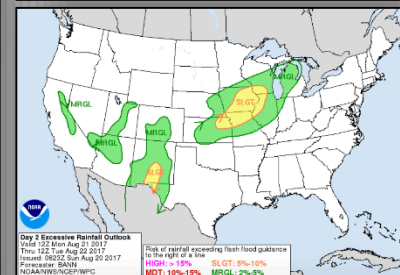 MRGL
MRGL
SLGT
MRGL
MRGL
SLGT
NOAA
Day 2 Excessive Rainfall Outlook
Valid 12Z Mon Aug 21 2017
Thru 12Z Tue Aug 22 2017
Issued: 0823Z Sun Aug 20 2017
Forecaster: BANN
NOAA/NWS/NCEP/WPC
Risk of rainfall exceeding flash flood guidance
to the right of a line
HIGH: > 15% SLGT: 5%-10%
MDT: 10%-15% MRGL: 2%-5%